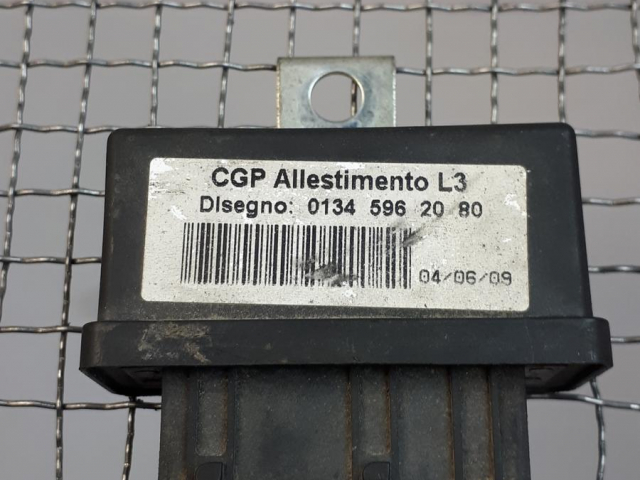 CGP Allestimento L3
Disegno: 0134 596 20 80
04/06/09